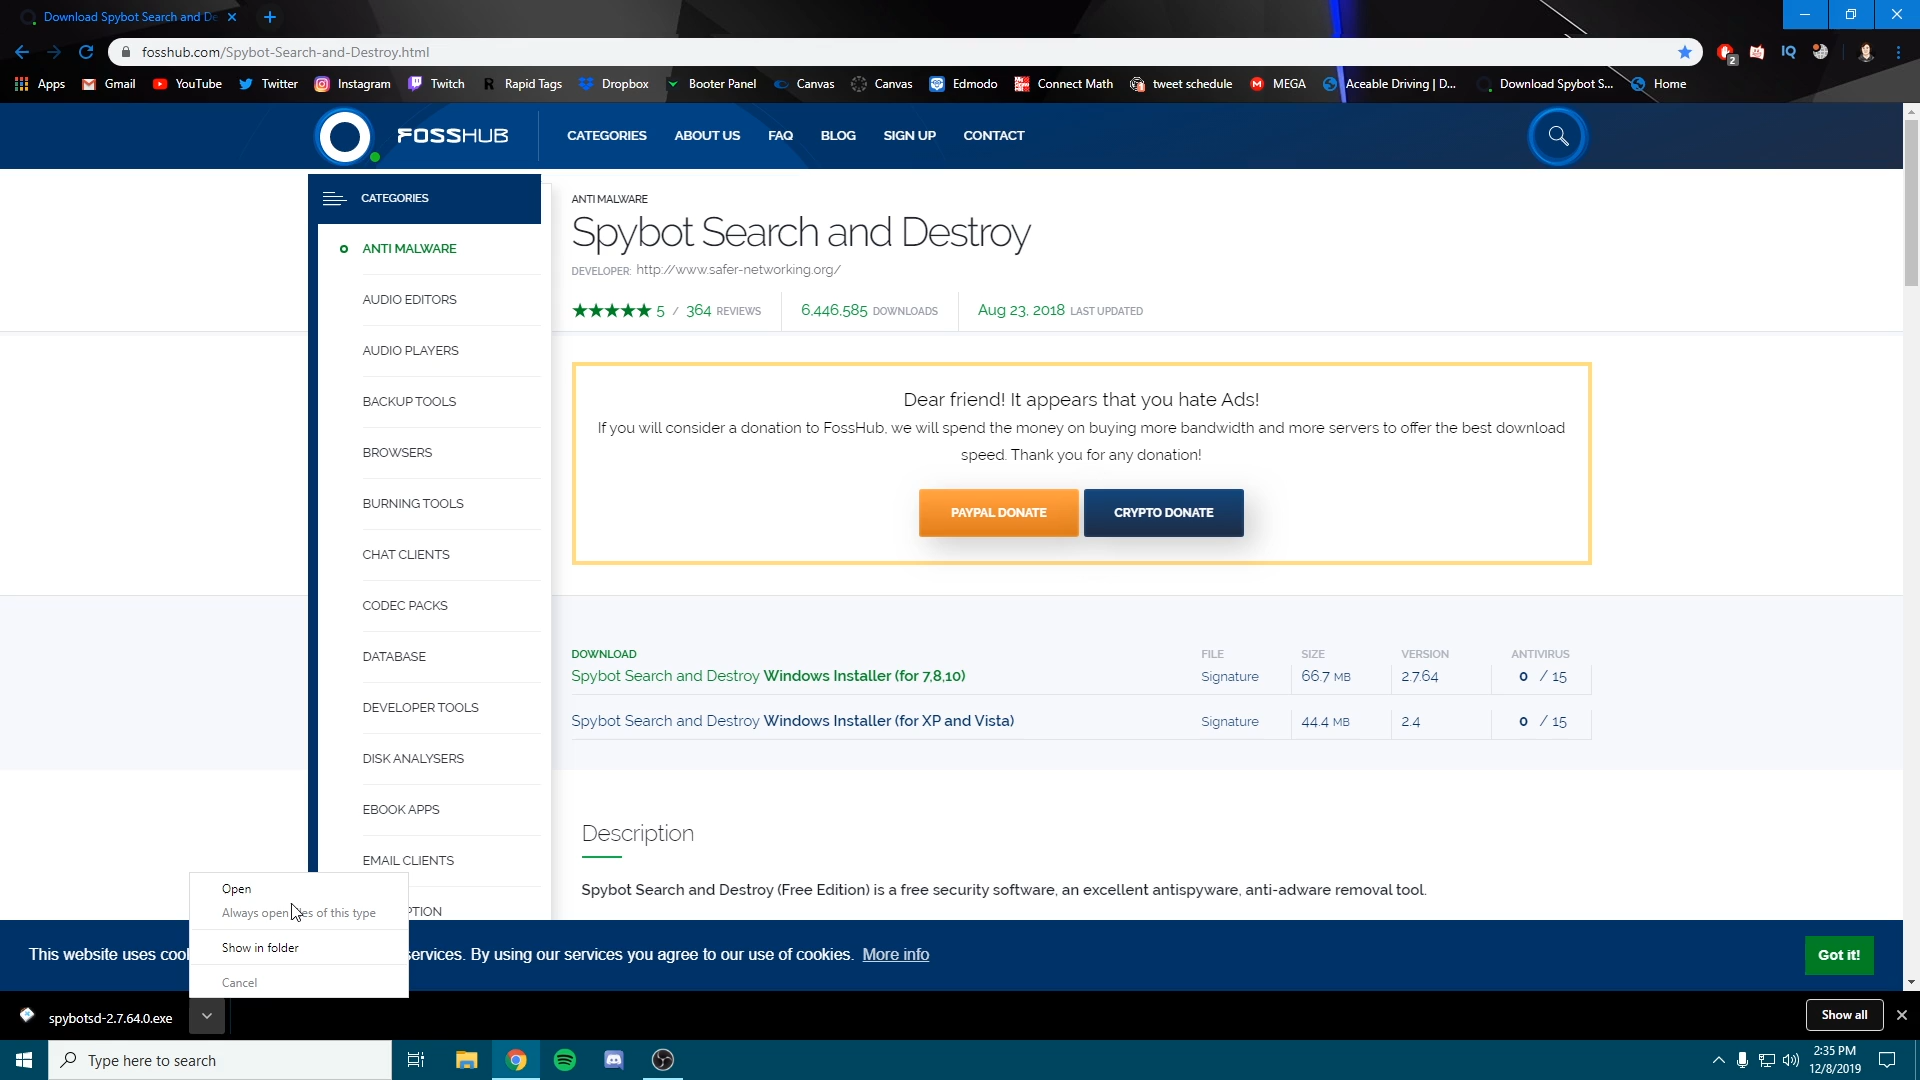 Download Spybot Search and De
fosshub.com/Spybot-Search-and-Destroy.html
2
IQ
Apps
Gmail
YouTube
Twitter
Instagram
Twitch
R
Rapid Tags
Dropbox
Booter Panel
Canvas
Canvas
Edmodo
Connect Math
tweet schedule
MEGA
Aceable Driving | D...
Download Spybot S...
Home
FOSSHUB
CATEGORIES
ABOUT US
FAQ
BLOG
SIGN UP
CONTACT
CATEGORIES
ANTI MALWARE
AUDIO EDITORS
AUDIO PLAYERS
BACKUP TOOLS
BROWSERS
BURNING TOOLS
CHAT CLIENTS
CODEC PACKS
DATABASE
DEVELOPER TOOLS
DISK ANALYSERS
EBOOK APPS
EMAIL CLIENTS
PTION
ANTI MALWARE
Spybot Search and Destroy
DEVELOPER: http://www.safer-networking.org/
5 / 364 REVIEWS
6,446,585 DOWNLOADS
Aug 23, 2018 LAST UPDATED
Dear friend! It appears that you hate Ads!
If you will consider a donation to FossHub, we will spend the money on buying more bandwidth and more servers to offer the best download
speed. Thank you for any donation!
PAYPAL DONATE
CRYPTO DONATE
DOWNLOAD FILE SIZE VERSION ANTIVIRUS
Spybot Search and Destroy Windows Installer (for 7,8,10) Signature 66.7 MB 2.7.64 0 / 15
Spybot Search and Destroy Windows Installer (for XP and Vista) Signature 44.4 MB 2.4 0 / 15
Description
Spybot Search and Destroy (Free Edition) is a free security software, an excellent antispyware, anti-adware removal tool.
Open
Always open es of this type
Show in folder
Cancel
This website uses cool ervices. By using our services you agree to our use of cookies. More info
Got it!
spybotsd-2.7.64.0.exe
Show all
Type here to search
2:35 PM
12/8/2019